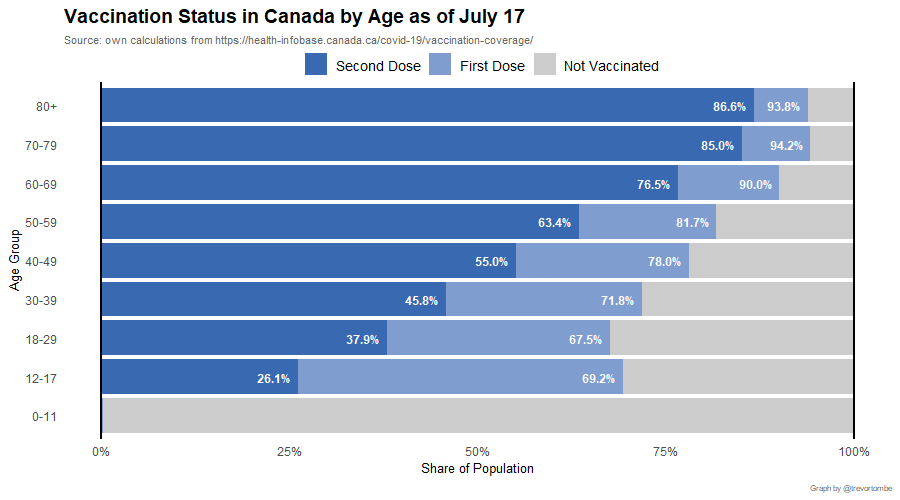 Vaccination Status in Canada by Age as of July 17
Source: own calculations from https://health-infobase.canada.ca/covid-19/vaccination-coverage/
Second Dose First Dose Not Vaccinated
80+ 86.6% 93.8%
70-79 85.0% 94.2%
60-69 76.5% 90.0%
50-59 63.4% 81.7%
Age Group
40-49 55.0% 78.0%
30-39 45.8% 71.8%
18-29 37.9% 67.5%
12-17 26.1% 69.2%
0-11
0% 25% 50% 75% 100%
Share of Population
Graph by @trevortombe